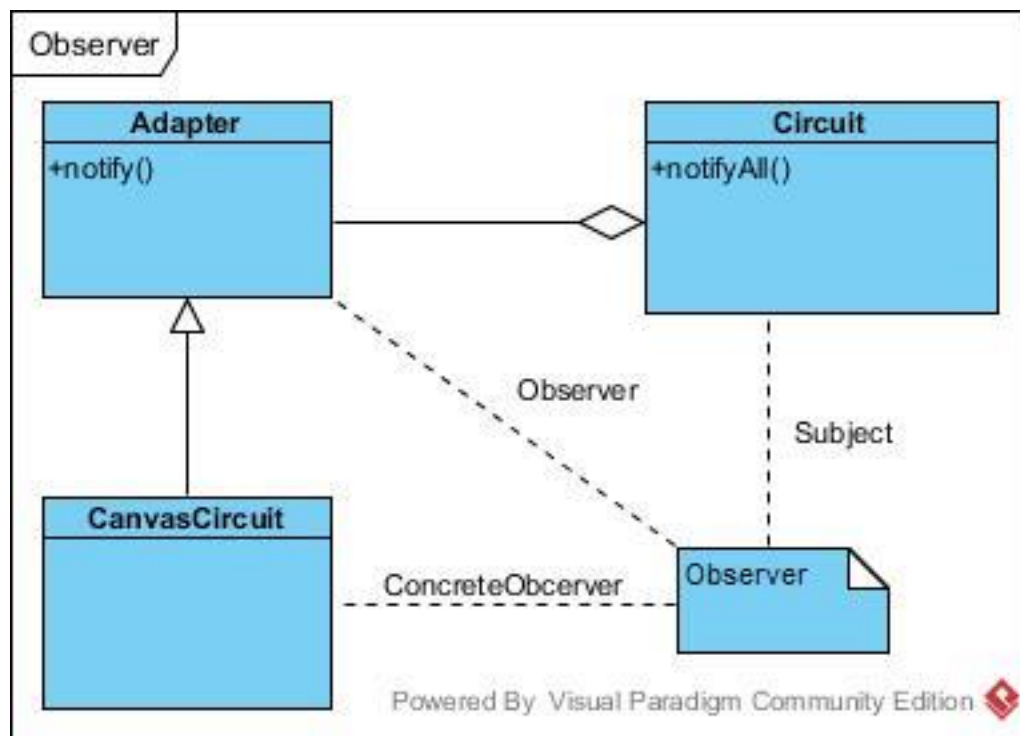 Observer
Adapter
+notify()
Circuit
+notifyAll()
Observer
Subject
CanvasCircuit
ConcreteObcerver
Observer
Powered By Visual Paradigm Community Edition